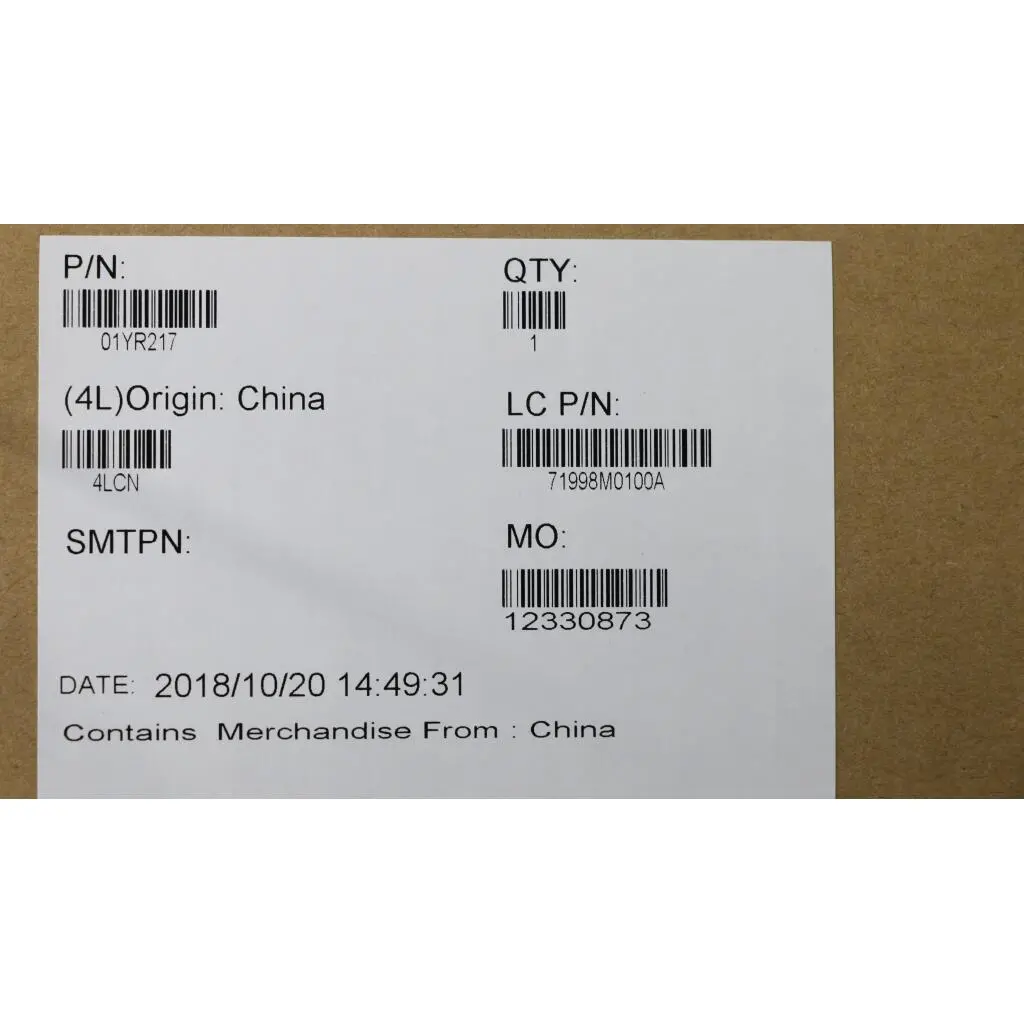 P/N:
01YR217
QTY:
1
(4L)Origin: China
4LCN
LC P/N:
71998M0100A
SMTPN:
MO:
12330873
DATE: 2018/10/20 14:49:31
Contains Merchandise From : China